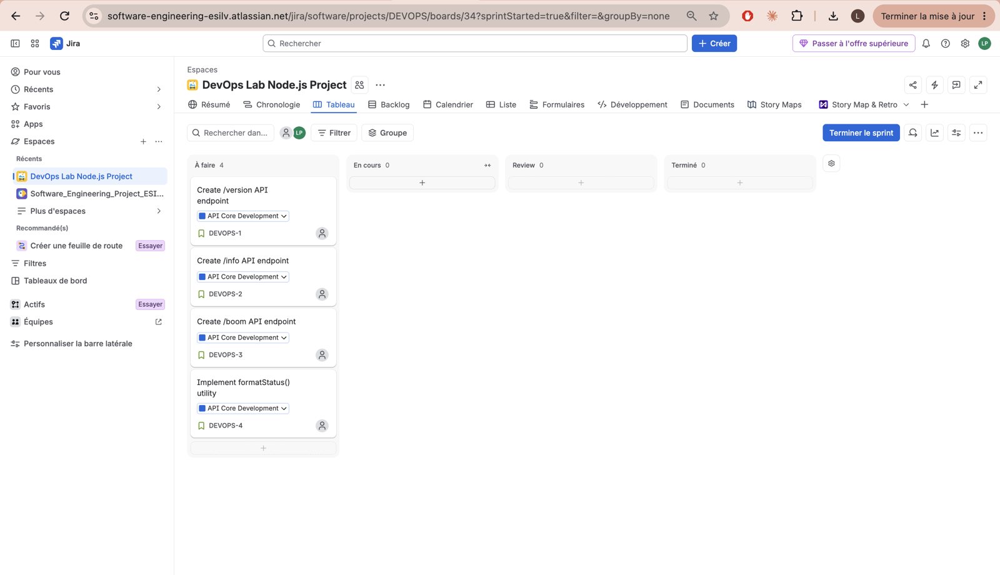 software-engineering-esilv.atlassian.net/jira/software/projects/DEVOPS/boards/34?sprintStarted=true&filter=&groupBy=none
L
Terminer la mise à jour
Jira
Rechercher
+ Créer
Passer à l'offre supérieure
LP
Pour vous
Récents
Favoris
Apps
Espaces
Récents
DevOps Lab Node.js Project
Software_Engineering_Project_ESI...
Plus d'espaces
Recommandé(s)
Créer une feuille de route
Essayer
Filtres
Tableaux de bord
Actifs
Essayer
Équipes
Personnaliser la barre latérale
Espaces
DevOps Lab Node.js Project
Résumé
Chronologie
Tableau
Backlog
Calendrier
Liste
Formulaires
Développement
Documents
Story Maps
Story Map & Retro
Rechercher dan...
LP
Filtrer
Groupe
Terminer le sprint
À faire 4
Create /version API
endpoint
API Core Development
DEVOPS-1
Create /info API endpoint
API Core Development
DEVOPS-2
Create /boom API endpoint
API Core Development
DEVOPS-3
Implement formatStatus()
utility
API Core Development
DEVOPS-4
En cours 0
Review 0
Terminé 0